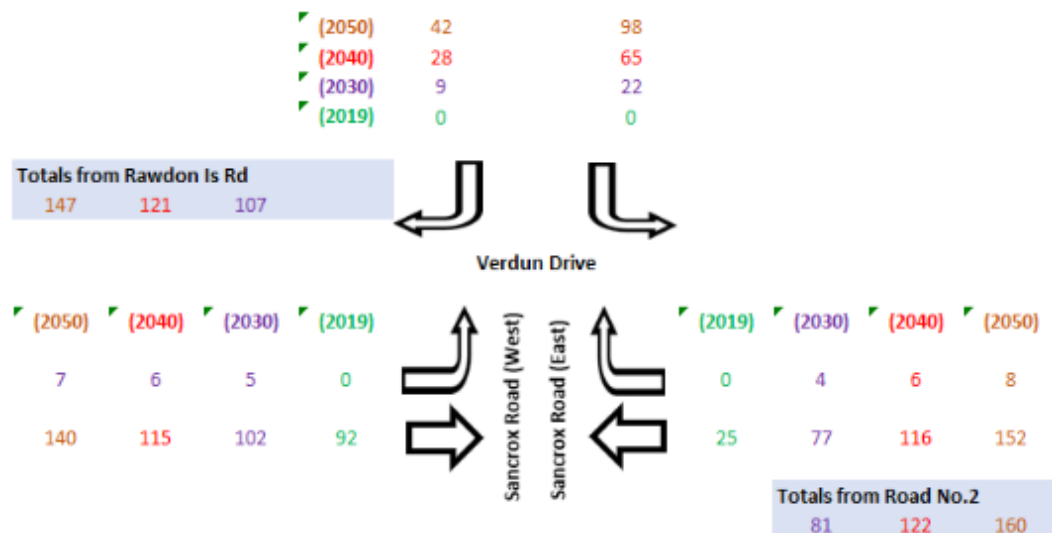 (2050) 42 98
(2040) 28 65
(2030) 9 22
(2019) 0 0
Totals from Rawdon Is Rd
147 121 107
Verdun Drive
(2050) (2040) (2030) (2019)
7 6 5 0
140 115 102 92
Sancrox Road (West)
Sancrox Road (East)
(2019) (2030) (2040) (2050)
0 4 6 8
25 77 116 152
Totals from Road No.2
81 122 160